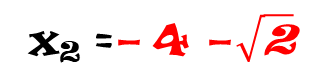 x₂ =- 4 -√2